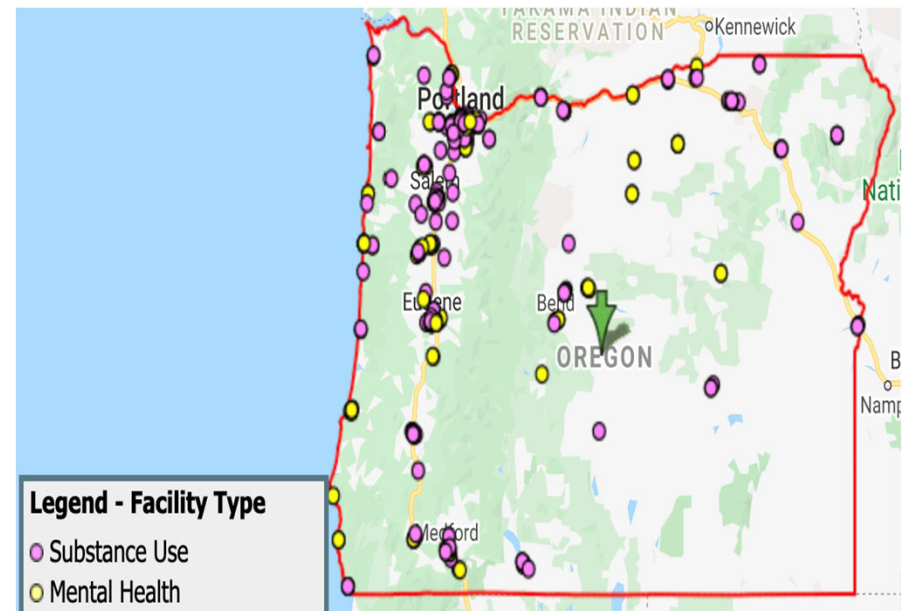 YAKAMA INDIAN
RESERVATION
Kennewick
Portland
Salem
Nati
Eugene
Bend
OREGON
B
Namp
Medford
Legend - Facility Type
Substance Use
Mental Health